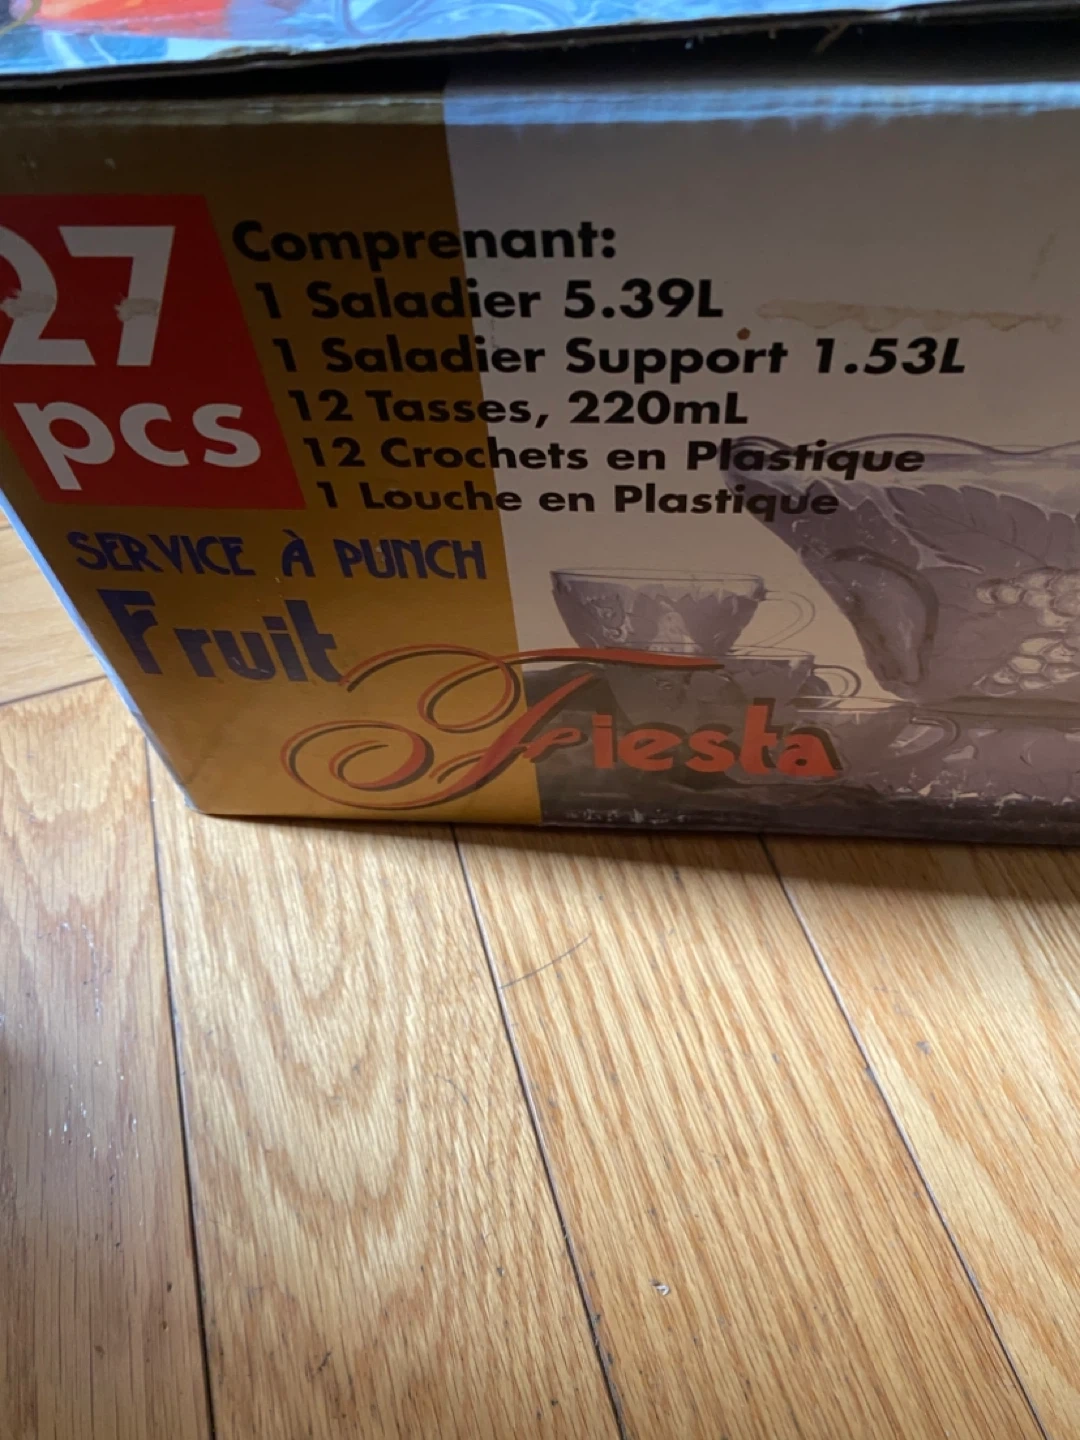 27
pcs
Comprenant:
1 Saladier 5.39L
1 Saladier Support 1.53L
12 Tasses, 220mL
12 Crochets en Plastique
1 Louche en Plastique
SERVICE À PUNCH
Fruit
Fiesta